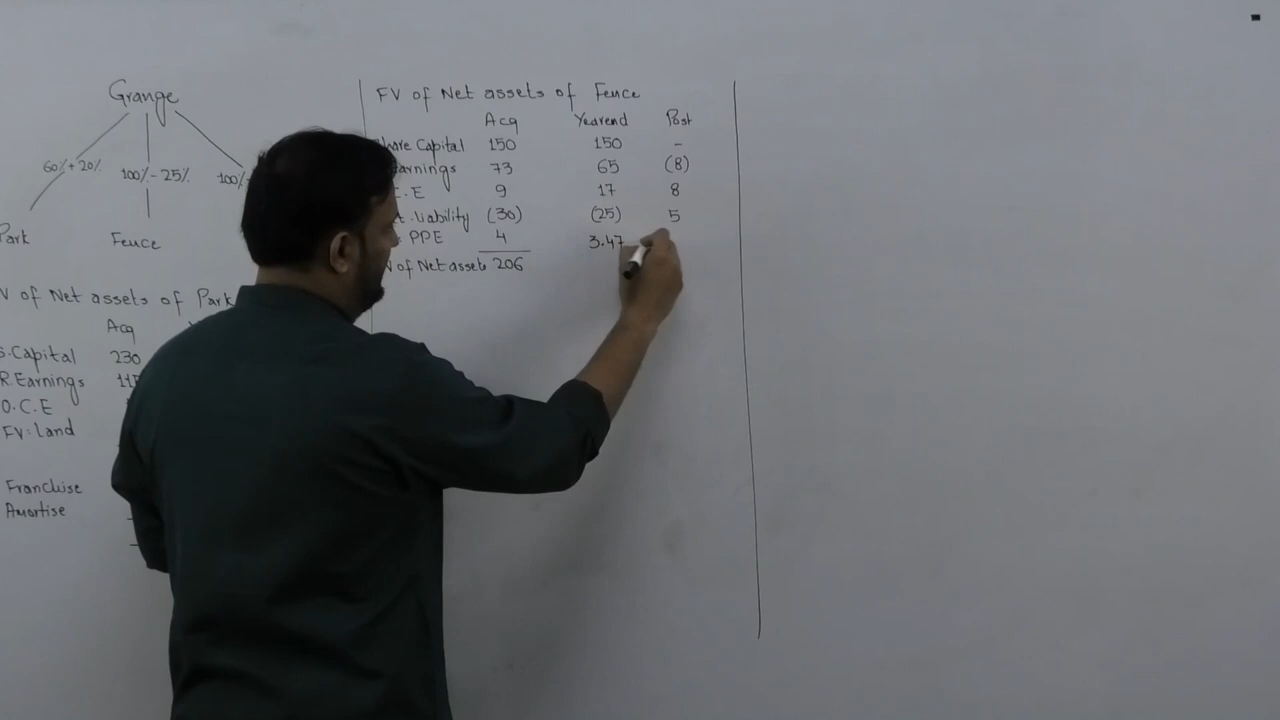 Grange
60%+20% 100%-25% 100%-
Park Fence
FV of Net assets of Fence
Acq Yearend Post
Share Capital 150 150 -
Earnings 73 65 (8)
C.E 9 17 8
liability (30) (25) 5
PPE 4 3.47
of Net assets 206
V of Net assets of Park
Acq
S.Capital 230
R.Earnings 115
O.C.E
FV: Land
Franchise
Amortise